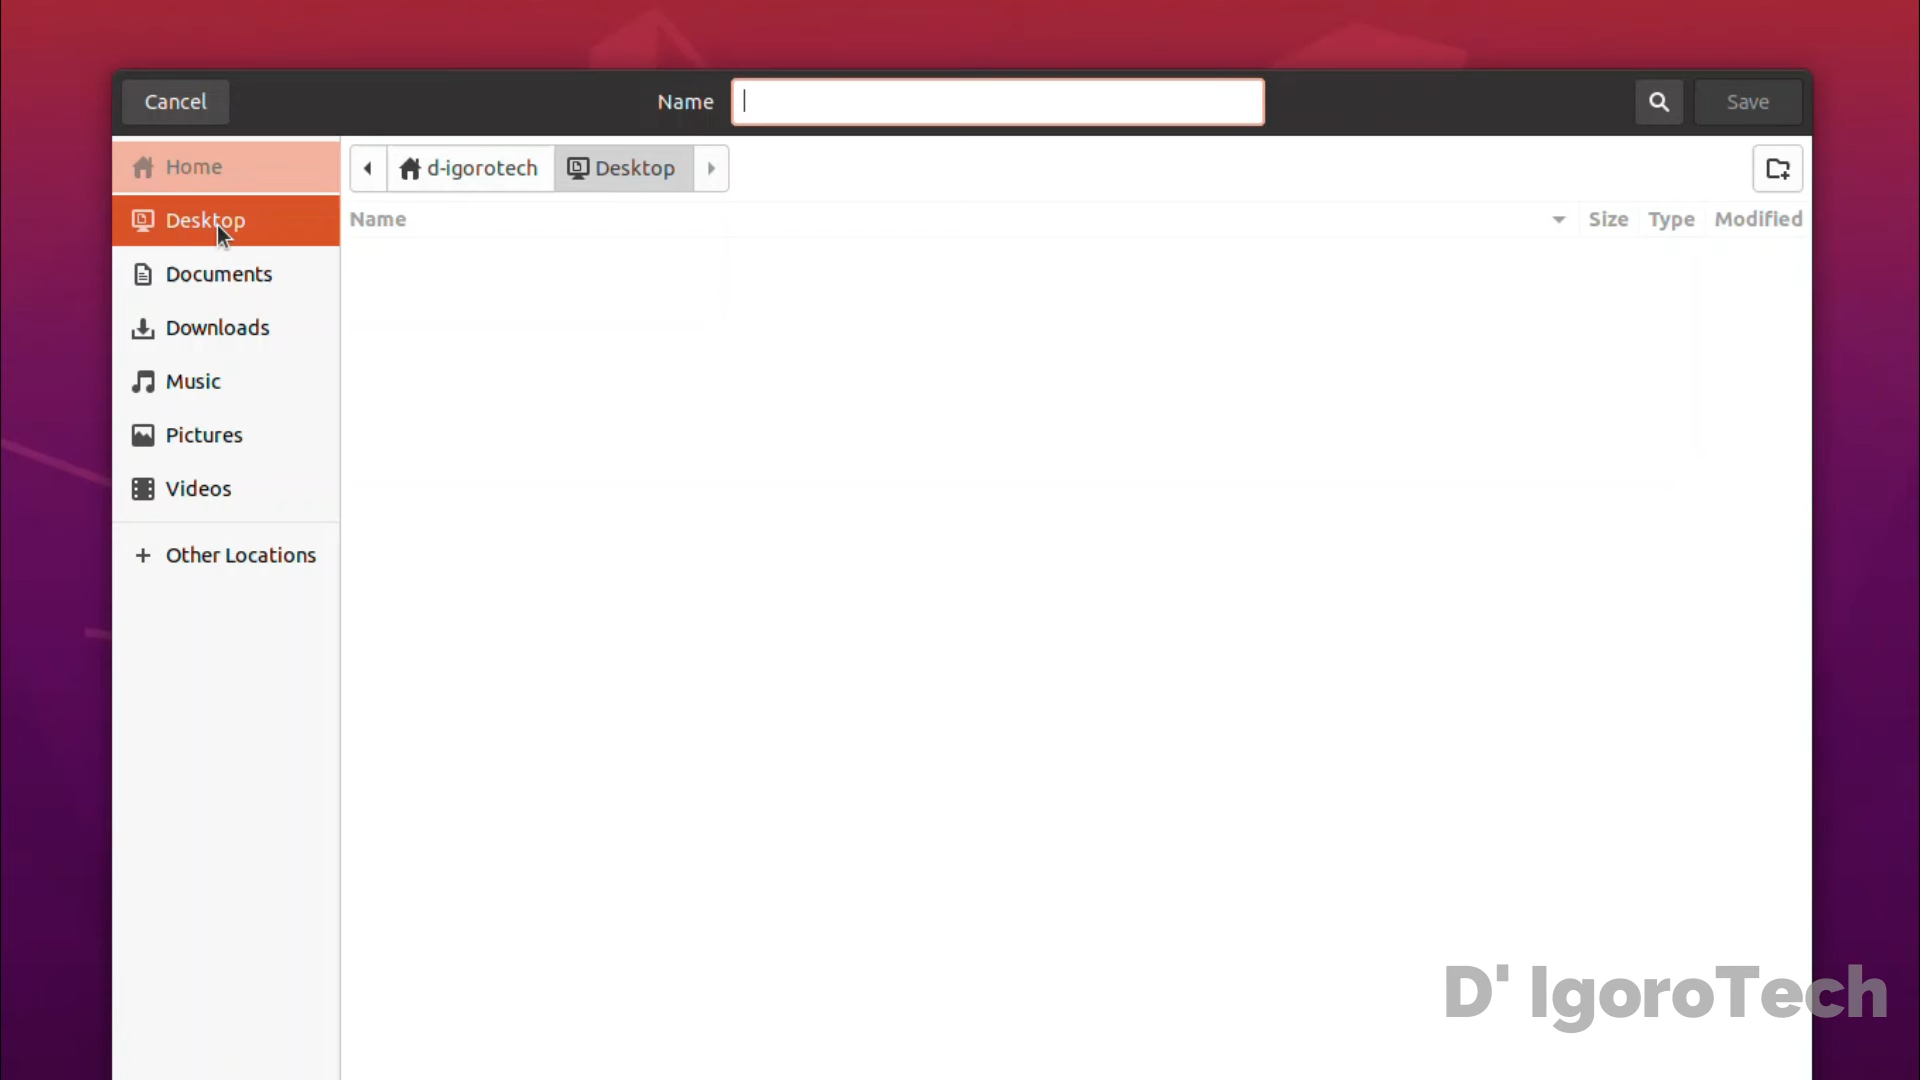 Cancel
Name
Save
Home
d-igorotech
Desktop
Desktop
Name
Size
Type
Modified
Documents
Downloads
Music
Pictures
Videos
+ Other Locations
D' IgoroTech